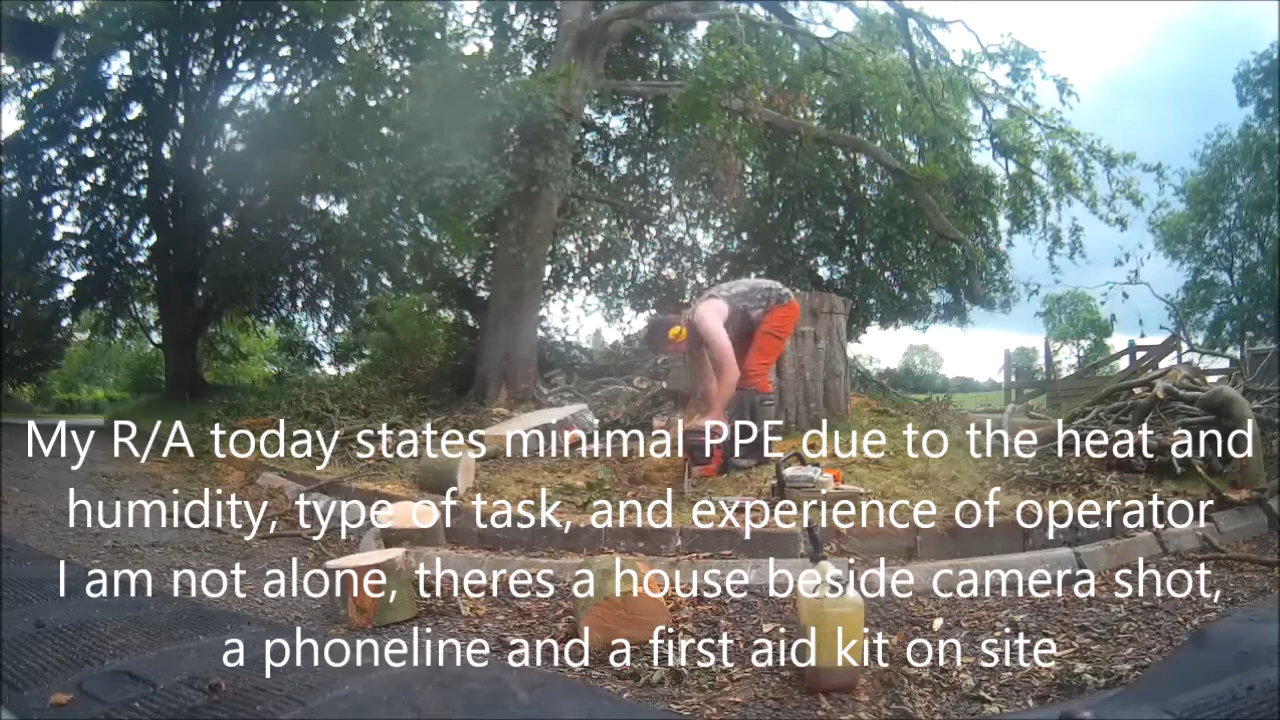 My R/A today states minimal PPE due to the heat and
humidity, type of task, and experience of operator
I am not alone, theres a house beside camera shot,
a phoneline and a first aid kit on site